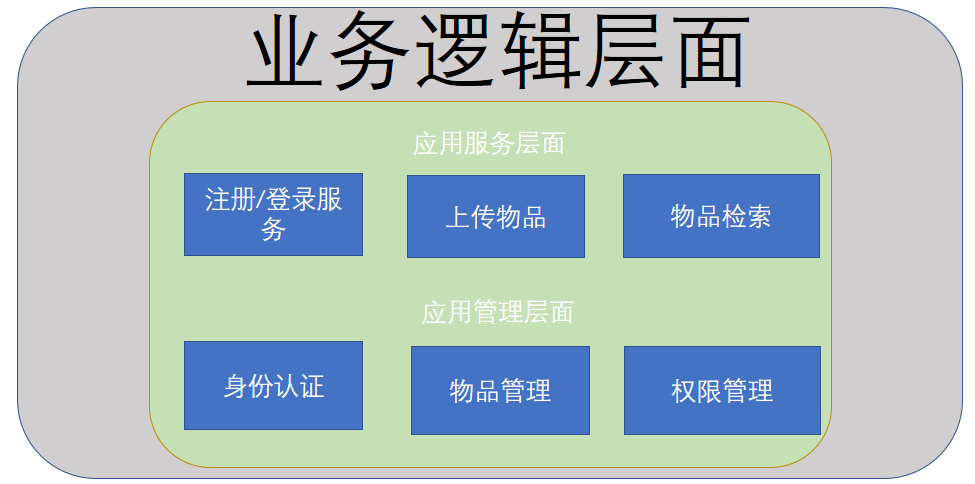 业务逻辑层面
应用服务层面
注册/登录服
务
上传物品
物品检索
应用管理层面
身份认证
物品管理
权限管理